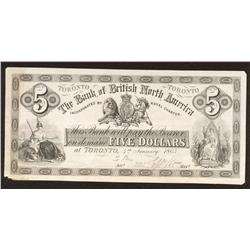 TORONTO TORONTO
The Bank of British North America
INCORPORATED BY ROYAL CHARTER.
5 5
This Bank will pay the Bearer
on demand FIVE DOLLARS.
at TORONTO, January